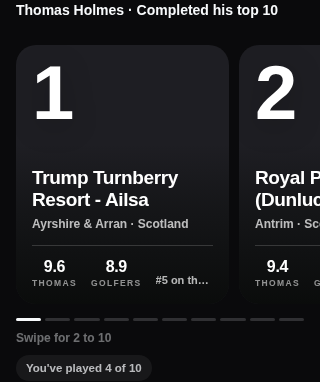 Thomas Holmes · Completed his top 10
1
Trump Turnberry
Resort - Ailsa
Ayrshire & Arran · Scotland
9.6
THOMAS
8.9
GOLFERS
#5 on th…
2
Royal P
(Dunluc
Antrim · Sc
9.4
THOMAS
G
Swipe for 2 to 10
You've played 4 of 10